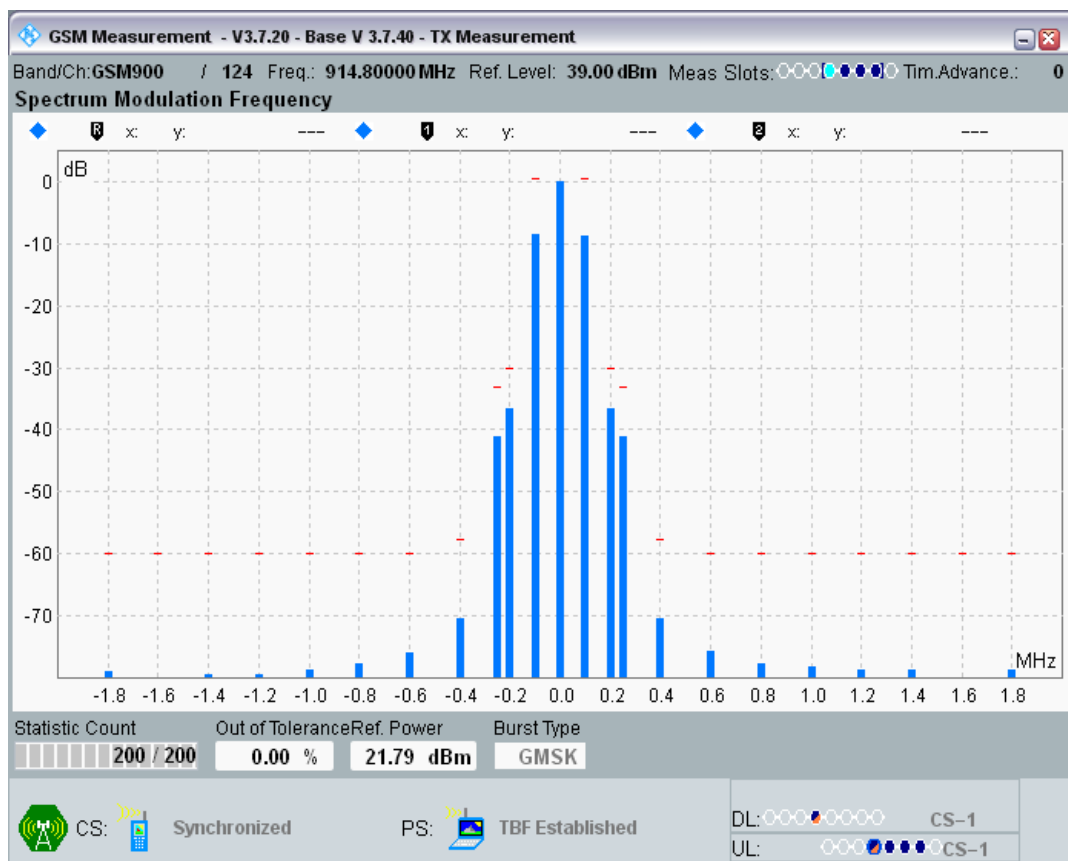 GSM Measurement - V3.7.20 - Base V 3.7.40 - TX Measurement
Band/Ch:GSM900 / 124 Freq.: 914.80000 MHz Ref. Level: 39.00 dBm Meas Slots: Tim.Advance.: 0
Spectrum Modulation Frequency
R x: y: --- 1 x: y: --- 2 x: y: ---
dB
0
-10
-20
-30
-40
-50
-60
-70
MHz
-1.8 -1.6 -1.4 -1.2 -1.0 -0.8 -0.6 -0.4 -0.2 0.0 0.2 0.4 0.6 0.8 1.0 1.2 1.4 1.6 1.8
Statistic Count Out of Tolerance Ref. Power Burst Type
200 / 200 0.00 % 21.79 dBm GMSK
CS: Synchronized PS: TBF Established DL: CS-1
UL: CS-1